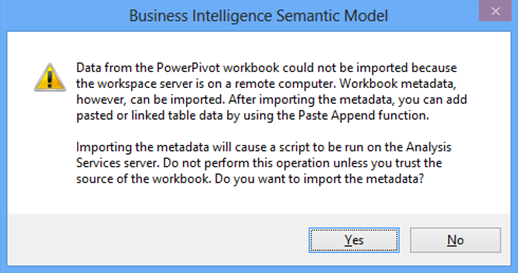 Business Intelligence Semantic Model
Data from the PowerPivot workbook could not be imported because
the workspace server is on a remote computer. Workbook metadata,
however, can be imported. After importing the metadata, you can add
pasted or linked table data by using the Paste Append function.
Importing the metadata will cause a script to be run on the Analysis
Services server. Do not perform this operation unless you trust the
source of the workbook. Do you want to import the metadata?
Yes
No